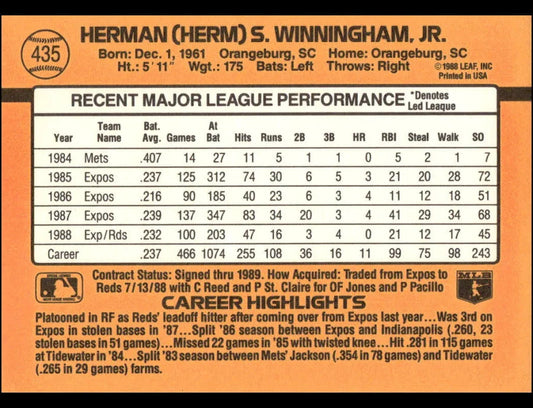 435
HERMAN (HERM) S. WINNINGHAM, JR.
Born: Dec. 1, 1961 Orangeburg, SC Home: Orangeburg, SC
Ht.: 5'11" Wgt.: 175 Bats: Left Throws: Right
©1988 LEAF, INC
Printed in USA
RECENT MAJOR LEAGUE PERFORMANCE *Denotes Led League
Year Team Name Bat. Avg. Games At Bat Hits Runs 2B 3B HR RBI Steal Walk SO
1984 Mets .407 14 27 11 5 1 1 0 5 2 1 7
1985 Expos .237 125 312 74 30 6 5 3 21 20 28 72
1986 Expos .216 90 185 40 23 6 3 4 11 12 18 51
1987 Expos .239 137 347 83 34 20 3 4 41 29 34 68
1988 Exp/Rds .232 100 203 47 16 3 4 0 21 12 17 45
Career .237 466 1074 255 108 36 16 11 99 75 98 243
Contract Status: Signed thru 1989. How Acquired: Traded from Expos to
Reds 7/13/88 with C Reed and P St. Claire for OF Jones and P Pacillo
MLB
CAREER HIGHLIGHTS
Platooned in RF as Reds' leadoff hitter after coming over from Expos last year...Was 3rd on
Expos in stolen bases in '87...Split '86 season between Expos and Indianapolis (.260, 23
stolen bases in 51 games)...Missed 22 games in '85 with twisted knee...Hit .281 in 115 games
at Tidewater in '84...Split '83 season between Mets' Jackson (.354 in 78 games) and Tidewater
(.265 in 29 games) farms.